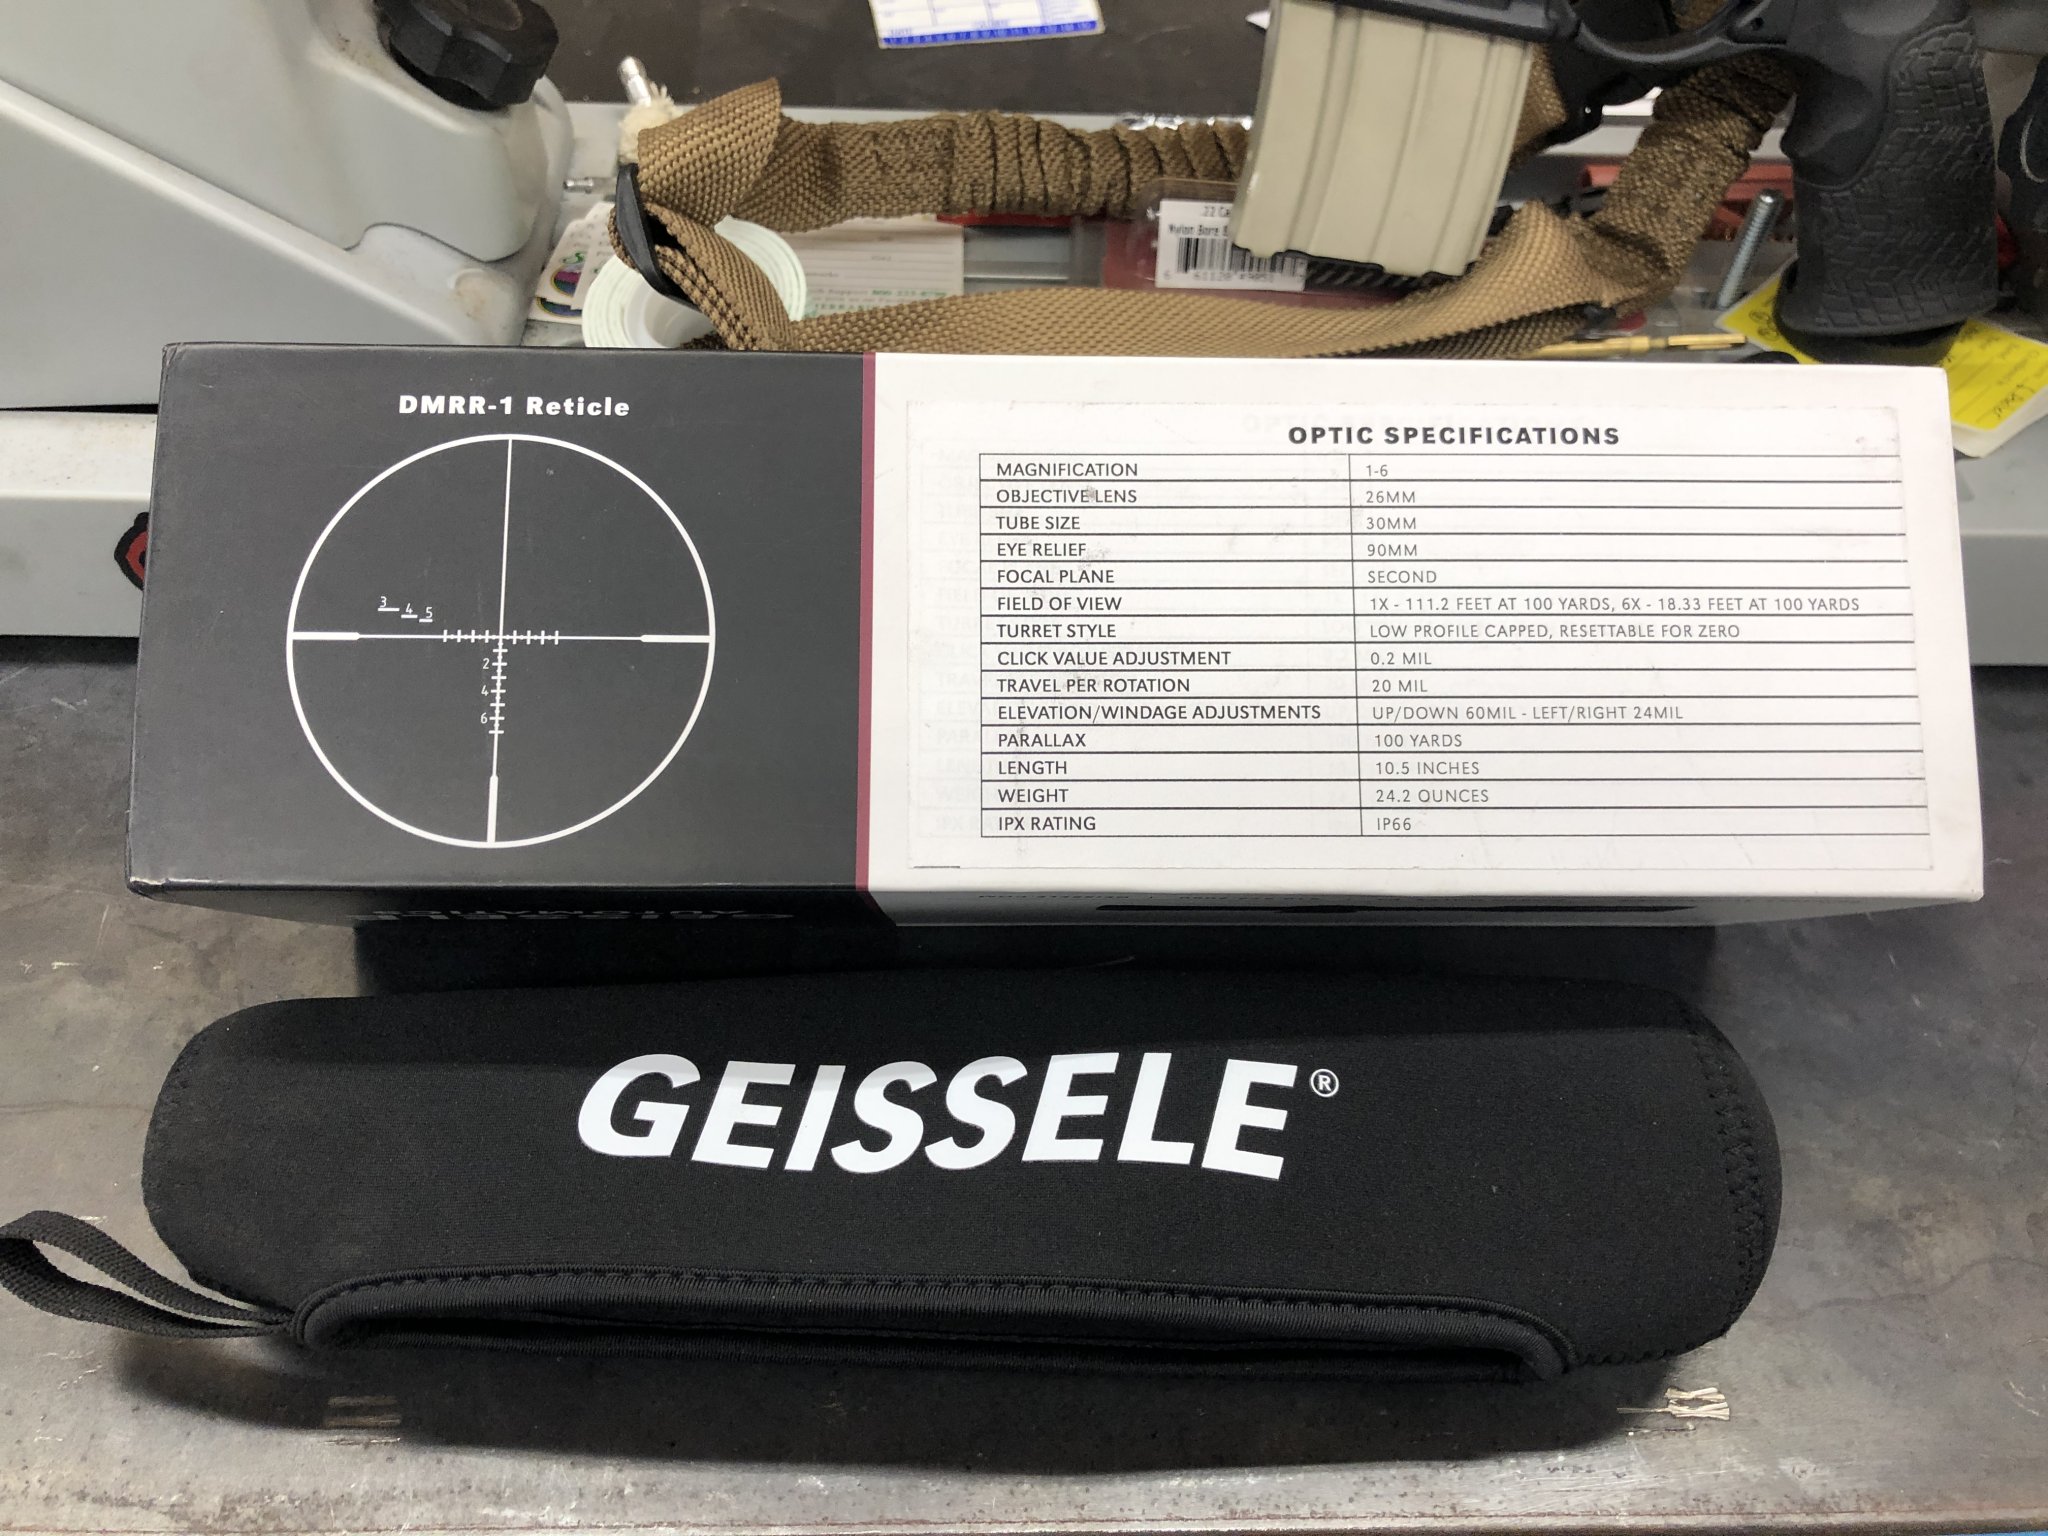 .22 Ca
Nylon Bore B
DMRR-1 Reticle
3 4 5
2
4
6
OPTIC SPECIFICATIONS
MAGNIFICATION 1-6
OBJECTIVE LENS 26MM
TUBE SIZE 30MM
EYE RELIEF 90MM
FOCAL PLANE SECOND
FIELD OF VIEW 1X - 111.2 FEET AT 100 YARDS, 6X - 18.33 FEET AT 100 YARDS
TURRET STYLE LOW PROFILE CAPPED, RESETTABLE FOR ZERO
CLICK VALUE ADJUSTMENT 0.2 MIL
TRAVEL PER ROTATION 20 MIL
ELEVATION/WINDAGE ADJUSTMENTS UP/DOWN 60MIL - LEFT/RIGHT 24MIL
PARALLAX 100 YARDS
LENGTH 10.5 INCHES
WEIGHT 24.2 OUNCES
IPX RATING IP66
GEISSELE®